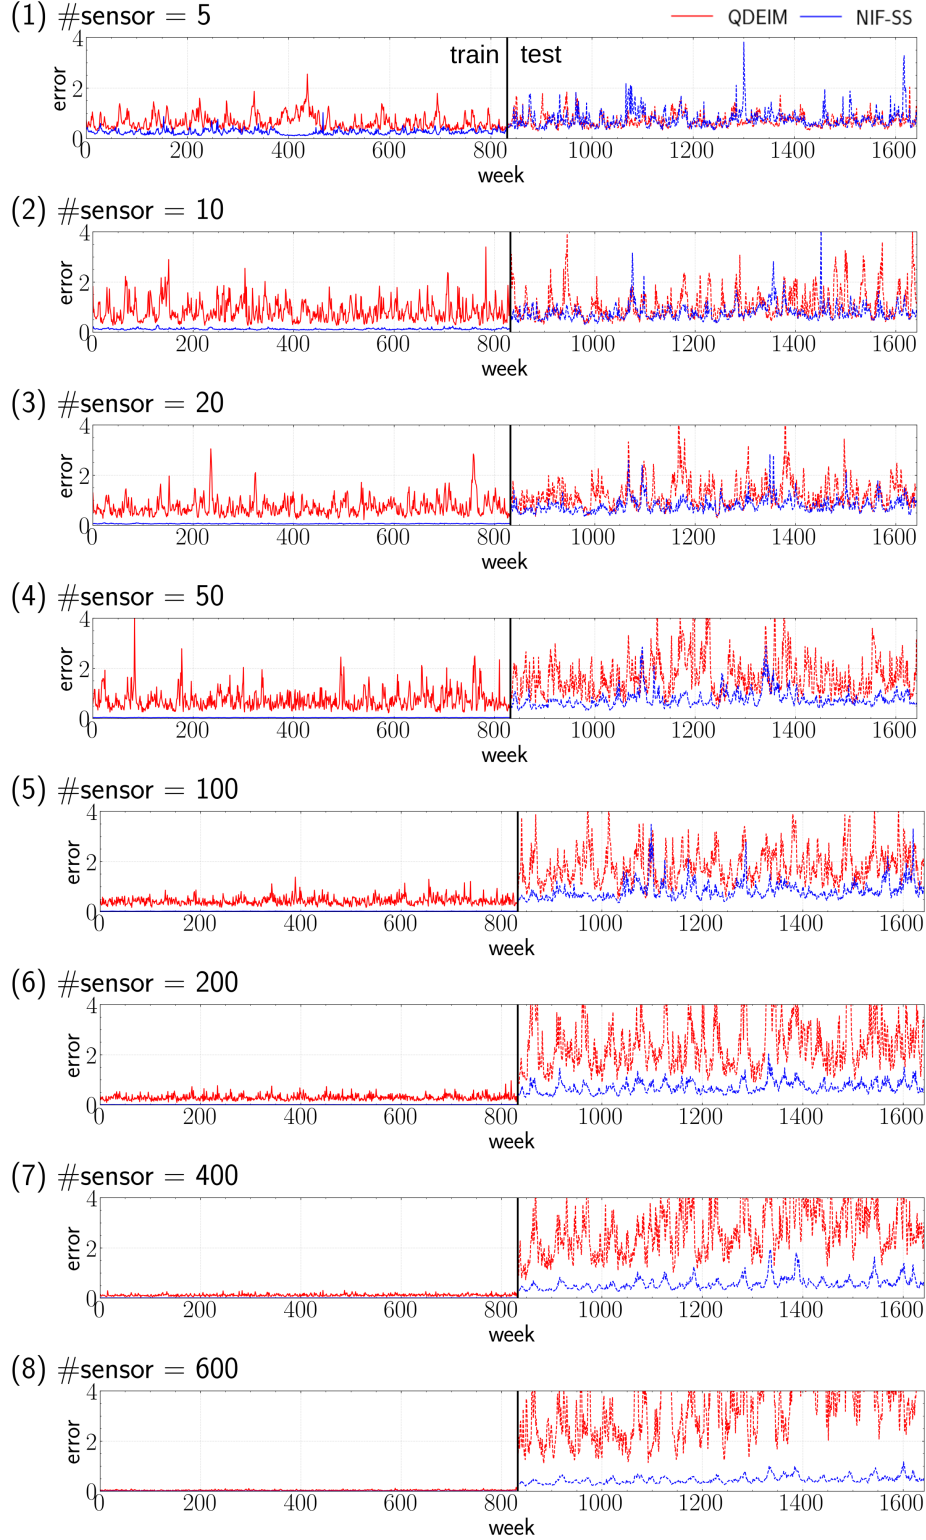 (1) #sensor = 5
QDEIM
NIF-SS
4
2
0
error
train
test
0 200 400 600 800 1000 1200 1400 1600
week
(2) #sensor = 10
4
2
0
error
0 200 400 600 800 1000 1200 1400 1600
week
(3) #sensor = 20
4
2
0
error
0 200 400 600 800 1000 1200 1400 1600
week
(4) #sensor = 50
4
2
0
error
0 200 400 600 800 1000 1200 1400 1600
week
(5) #sensor = 100
4
2
0
error
0 200 400 600 800 1000 1200 1400 1600
week
(6) #sensor = 200
4
2
0
error
0 200 400 600 800 1000 1200 1400 1600
week
(7) #sensor = 400
4
2
0
error
0 200 400 600 800 1000 1200 1400 1600
week
(8) #sensor = 600
4
2
0
error
0 200 400 600 800 1000 1200 1400 1600
week